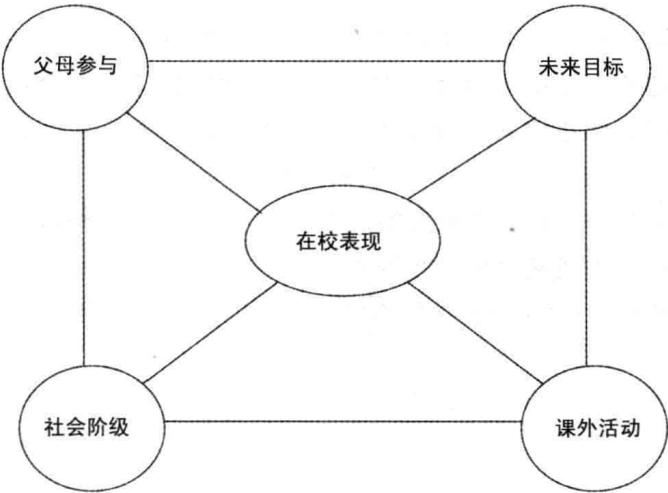 父母参与
未来目标
在校表现
社会阶级
课外活动